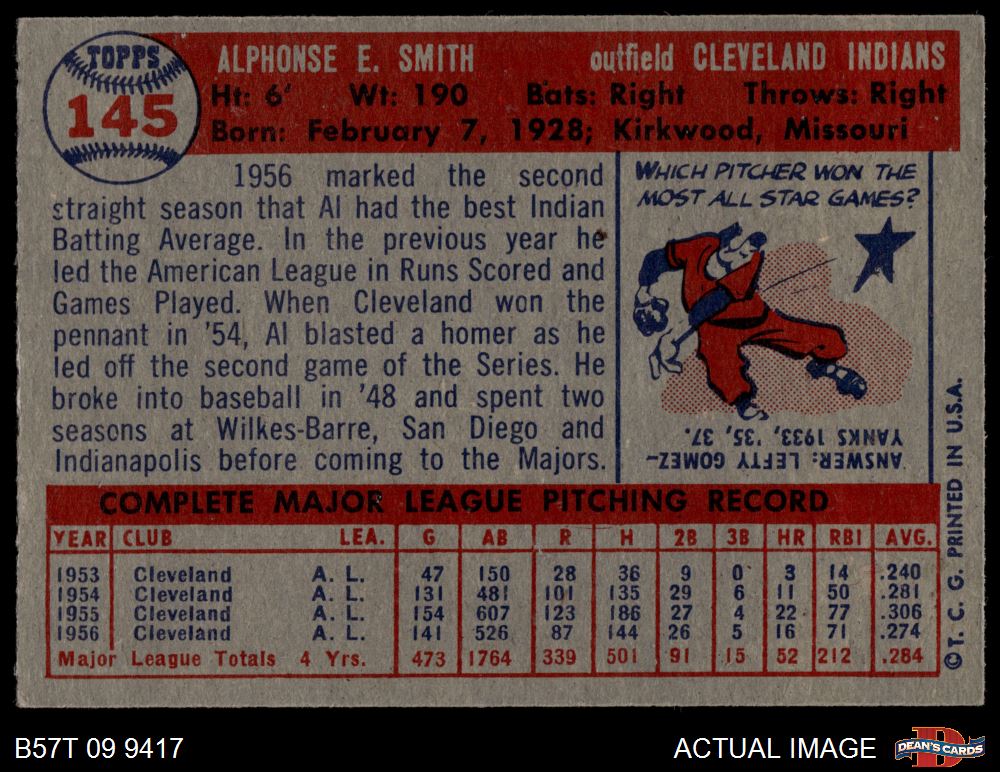 TOPPS
145
ALPHONSE E. SMITH outfield CLEVELAND INDIANS
Ht: 6' Wt: 190 Bats: Right Throws: Right
Born: February 7, 1928; Kirkwood, Missouri
1956 marked the second
straight season that Al had the best Indian
Batting Average. In the previous year he
led the American League in Runs Scored and
Games Played. When Cleveland won the
pennant in '54, Al blasted a homer as he
led off the second game of the Series. He
broke into baseball in '48 and spent two
seasons at Wilkes-Barre, San Diego and
Indianapolis before coming to the Majors.
WHICH PITCHER WON THE
MOST ALL STAR GAMES?
ANSWER: LEFTY GOMEZ-
YANKS 1933, '35, 37.
COMPLETE MAJOR LEAGUE PITCHING RECORD
YEAR CLUB LEA. G AB R H 2B 3B HR RBI AVG.
1953 Cleveland A. L. 47 150 28 36 9 0 3 14 .240
1954 Cleveland A. L. 131 481 101 135 29 6 11 50 .281
1955 Cleveland A. L. 154 607 123 186 27 4 22 77 .306
1956 Cleveland A. L. 141 526 87 144 26 5 16 71 .274
Major League Totals 4 Yrs. 473 1764 339 501 91 15 52 212 .284
© T. C. G. PRINTED IN U.S.A.
B57T 09 9417
ACTUAL IMAGE
DEAN'S CARDS